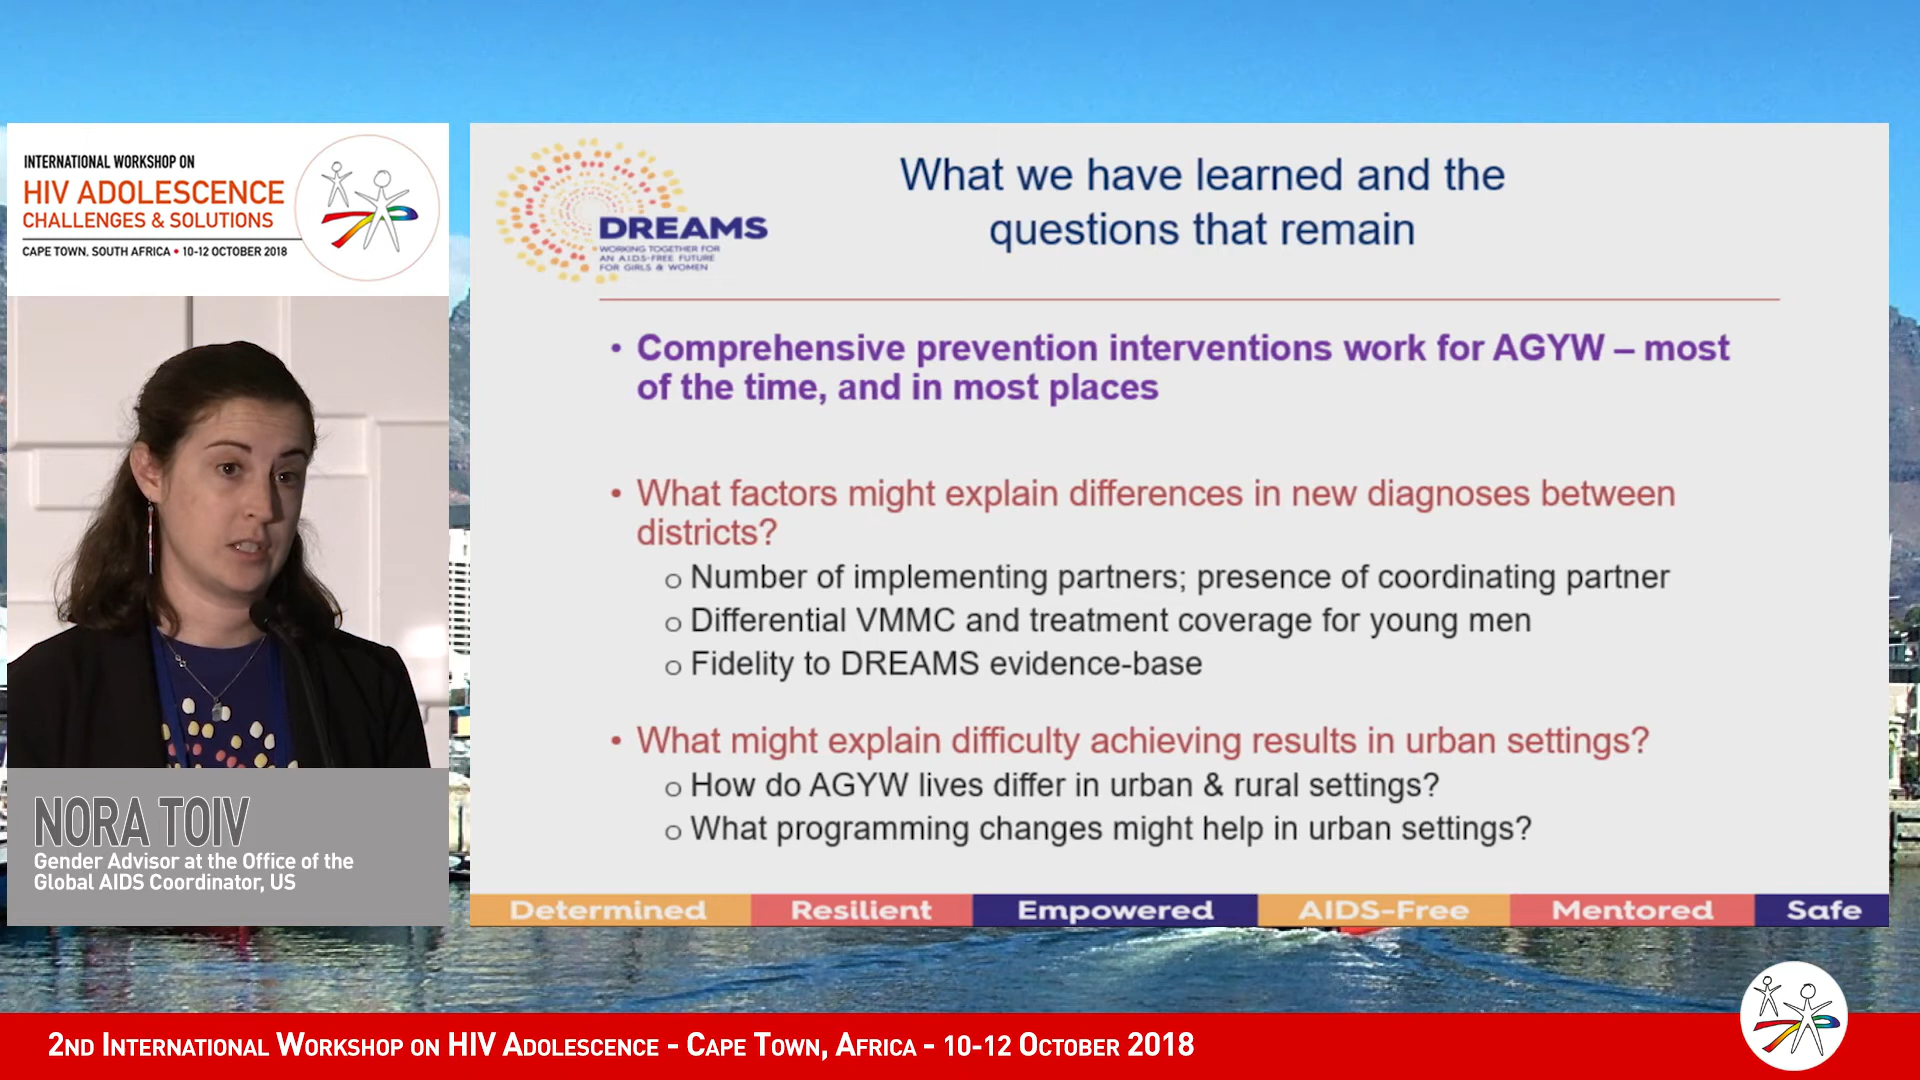 INTERNATIONAL WORKSHOP ON
HIV ADOLESCENCE
CHALLENGES & SOLUTIONS
CAPE TOWN, SOUTH AFRICA • 10-12 OCTOBER 2018
DREAMS
WORKING TOGETHER FOR
AN A.I.D.S-FREE FUTURE
FOR GIRLS & WOMEN
What we have learned and the
questions that remain
• Comprehensive prevention interventions work for AGYW – most
of the time, and in most places
• What factors might explain differences in new diagnoses between
districts?
o Number of implementing partners; presence of coordinating partner
o Differential VMMC and treatment coverage for young men
o Fidelity to DREAMS evidence-base
• What might explain difficulty achieving results in urban settings?
o How do AGYW lives differ in urban & rural settings?
o What programming changes might help in urban settings?
Determined Resilient Empowered AIDS-Free Mentored Safe
NORA TOIV
Gender Advisor at the Office of the
Global AIDS Coordinator, US
2ND INTERNATIONAL WORKSHOP ON HIV ADOLESCENCE - CAPE TOWN, AFRICA - 10-12 OCTOBER 2018